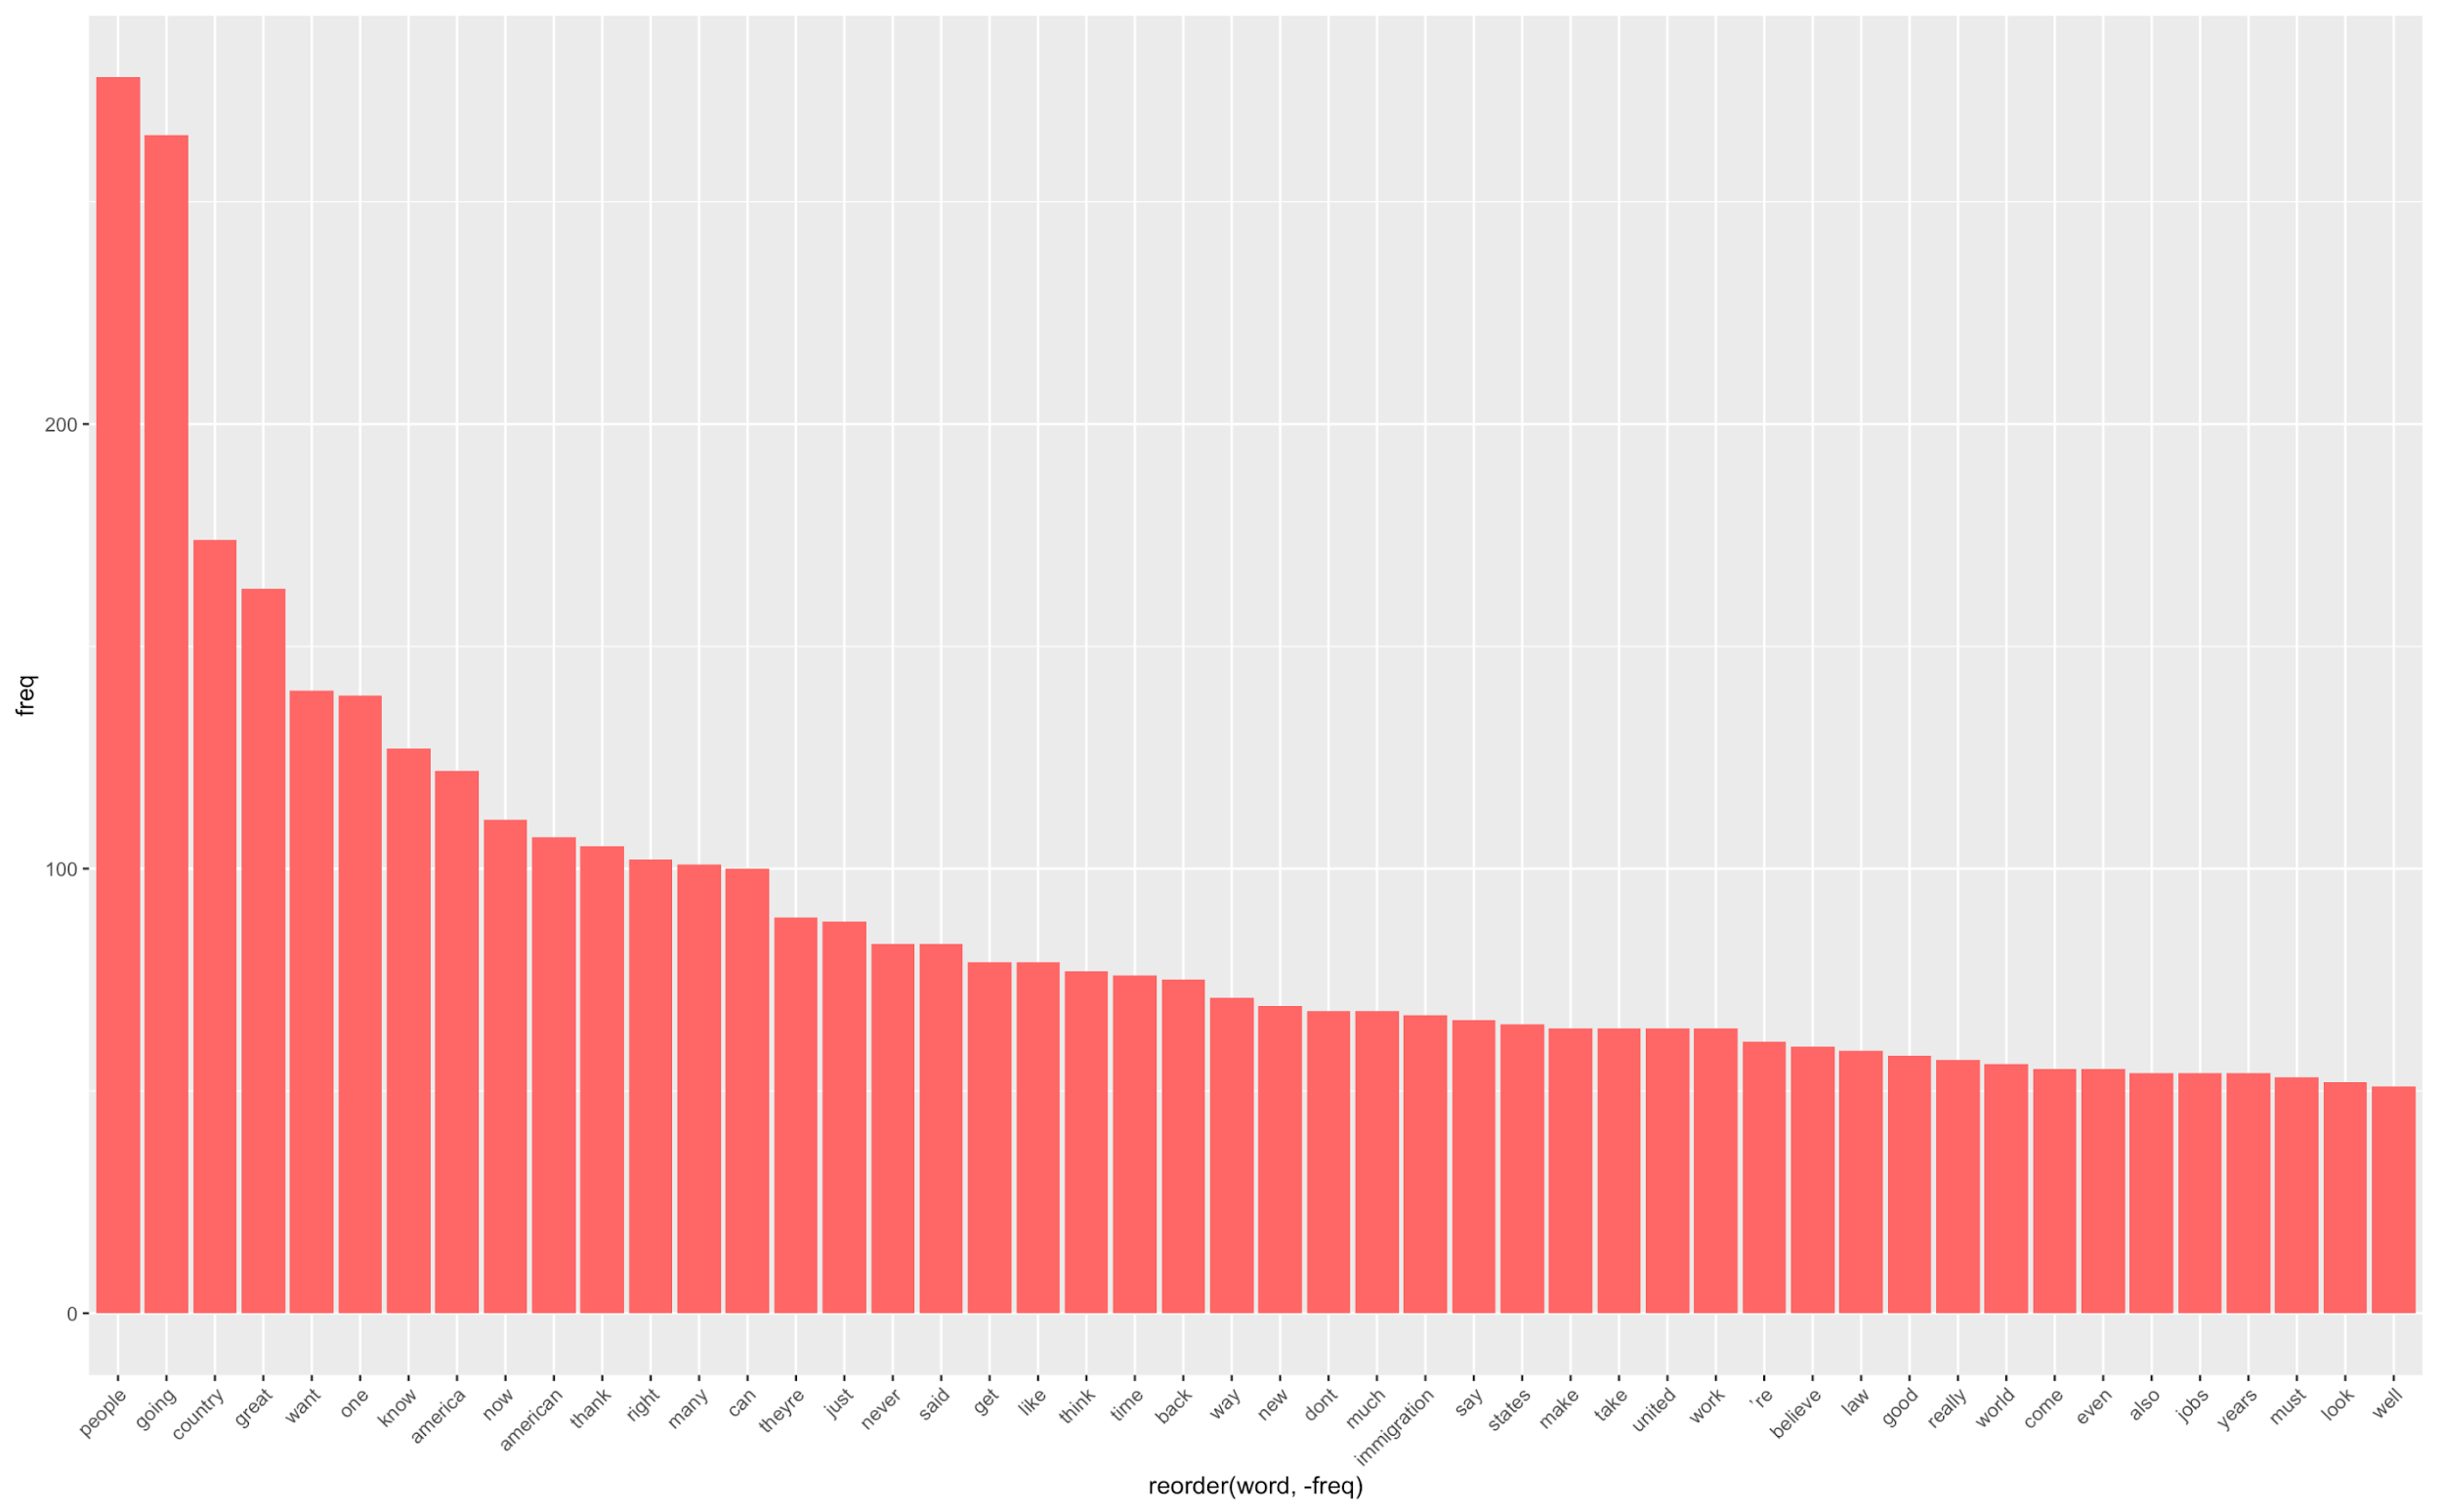 freq
200
100
0
people
going
country
great
want
one
know
america
now
american
thank
right
many
can
theyre
just
never
said
get
like
think
time
back
way
new
dont
much
immigration
say
states
make
take
united
work
’re
believe
law
good
really
world
come
even
also
jobs
years
must
look
well
reorder(word, -freq)